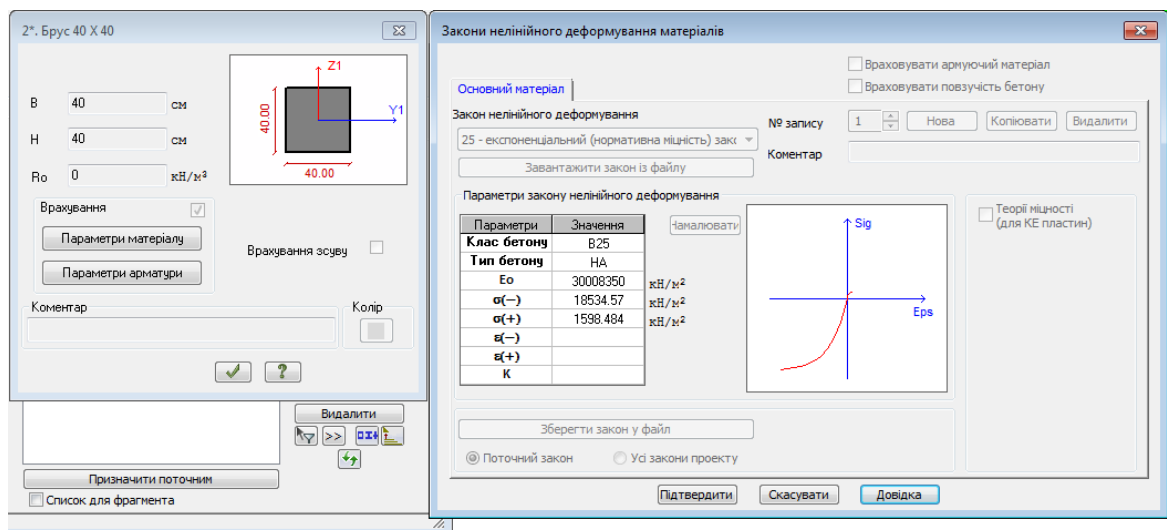 2*. Брус 40 X 40
B 40 см
H 40 см
Ro 0 кН/м³
Z1
Y1
40.00
40.00
Врахування
Параметри матеріалу
Параметри арматури
Врахування зсуву
Коментар
Колір
?
Видалити
>>
Призначити поточним
Список для фрагмента
Закони нелінійного деформування матеріалів
Враховувати армуючий матеріал
Враховувати повзучість бетону
Основний матеріал
Закон нелінійного деформування
25 - експоненціальний (нормативна міцність) зако
Завантажити закон із файлу
№ запису 1 Нова Копіювати Видалити
Коментар
Параметри закону нелінійного деформування
Параметри Значення
Клас бетону B25
Тип бетону НА
Eo 30008350 кН/м²
σ(−) 18534.57 кН/м²
σ(+) 1598.484 кН/м²
ε(−)
ε(+)
К
Намалювати
Sig
Eps
Теорії міцності
(для КЕ пластин)
Зберегти закон у файл
Поточний закон Усі закони проекту
Підтвердити Скасувати Довідка